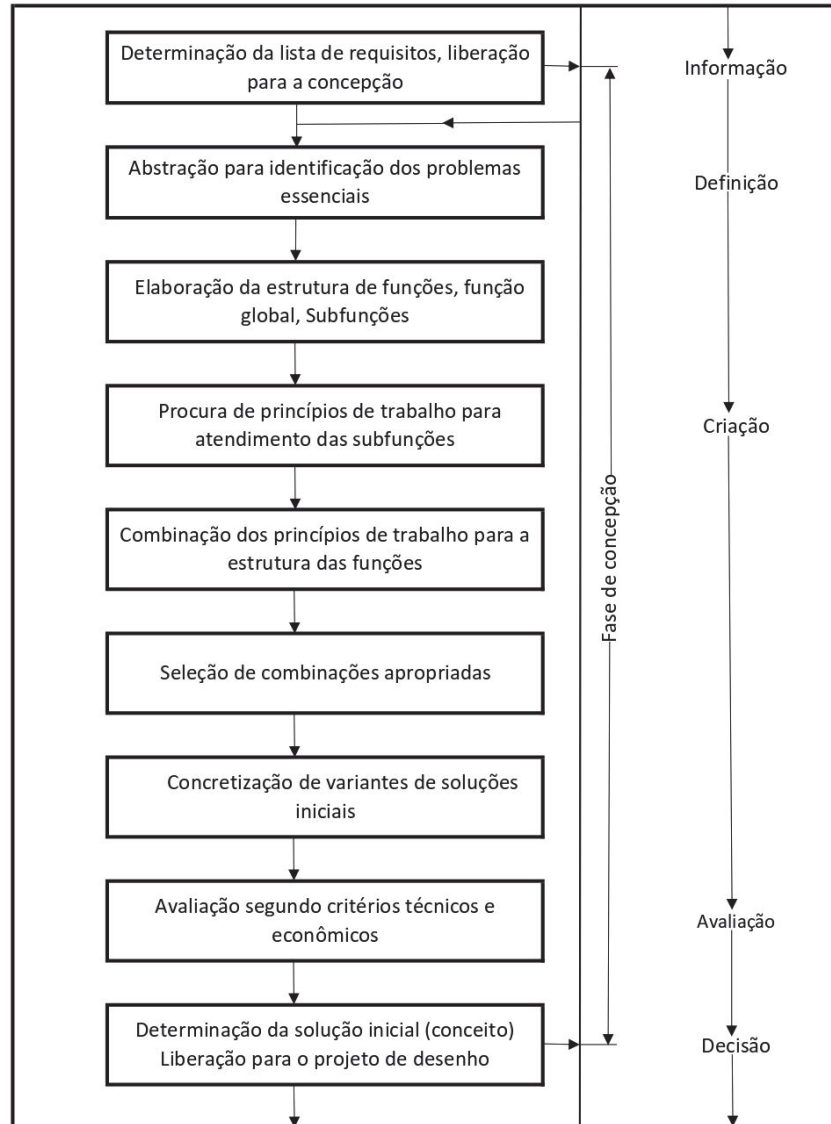 Determinação da lista de requisitos, liberação
para a concepção
Informação
Abstração para identificação dos problemas
essenciais
Definição
Elaboração da estrutura de funções, função
global, Subfunções
Procura de princípios de trabalho para
atendimento das subfunções
Criação
Fase de concepção
Combinação dos princípios de trabalho para a
estrutura das funções
Seleção de combinações apropriadas
Concretização de variantes de soluções
iniciais
Avaliação segundo critérios técnicos e
econômicos
Avaliação
Determinação da solução inicial (conceito)
Liberação para o projeto de desenho
Decisão